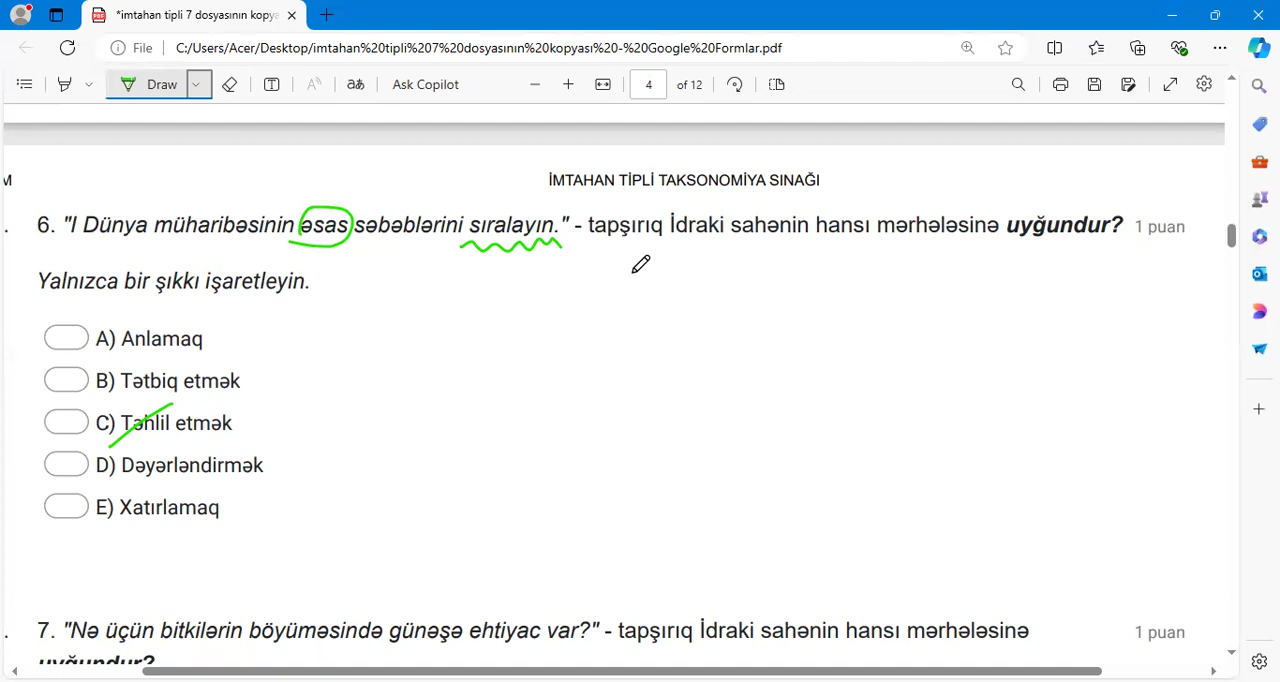 *imtahan tipli 7 dosyasının kopya
File
C:/Users/Acer/Desktop/imtahan%20tipli%207%20dosyasının%20kopyası%20-%20Google%20Formlar.pdf
Draw
aあ
Ask Copilot
4 of 12
M
İMTAHAN TİPLİ TAKSONOMİYA SINAĞI
. 6. "I Dünya müharibəsinin əsas səbəblərini sıralayın." - tapşırıq İdraki sahənin hansı mərhələsinə uyğundur? 1 puan
Yalnızca bir şıkkı işaretleyin.
A) Anlamaq
B) Tətbiq etmək
C) Təhlil etmək
D) Dəyərləndirmək
E) Xatırlamaq
. 7. "Nə üçün bitkilərin böyüməsində günəşə ehtiyac var?" - tapşırıq İdraki sahənin hansı mərhələsinə 1 puan
uyğundur?